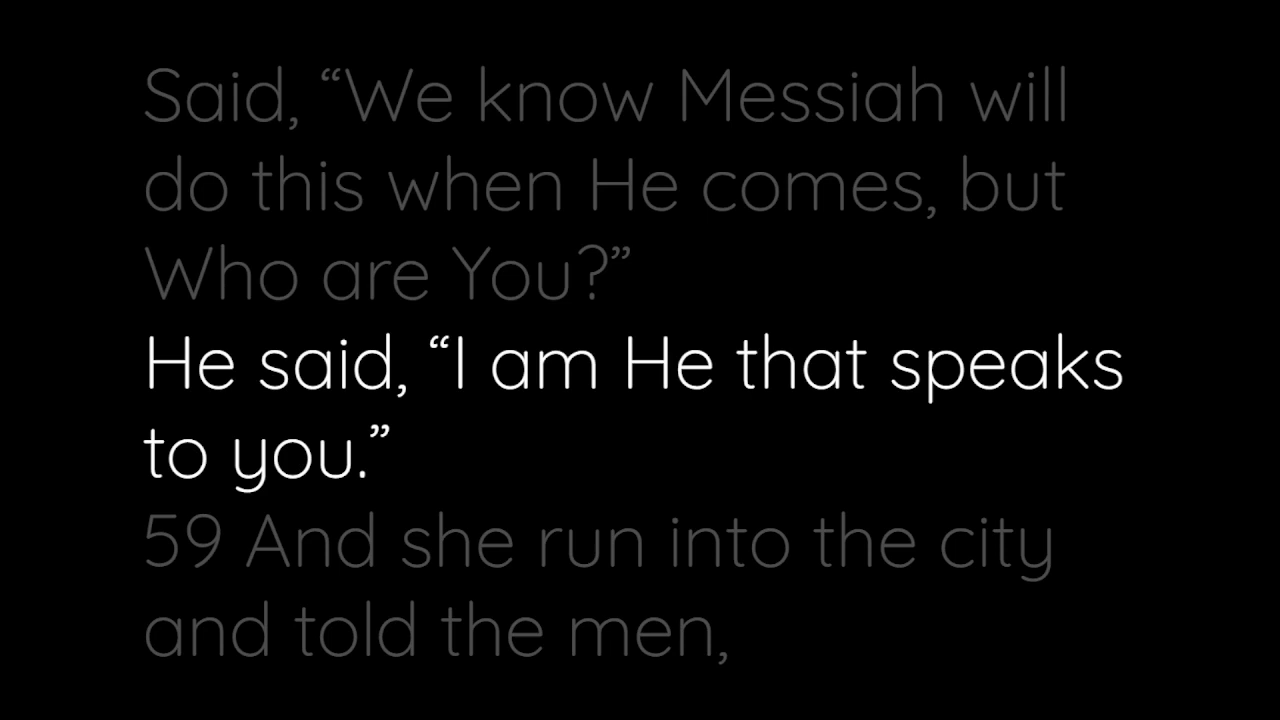 Said, “We know Messiah will
do this when He comes, but
Who are You?”
He said, “I am He that speaks
to you.”
59 And she run into the city
and told the men,